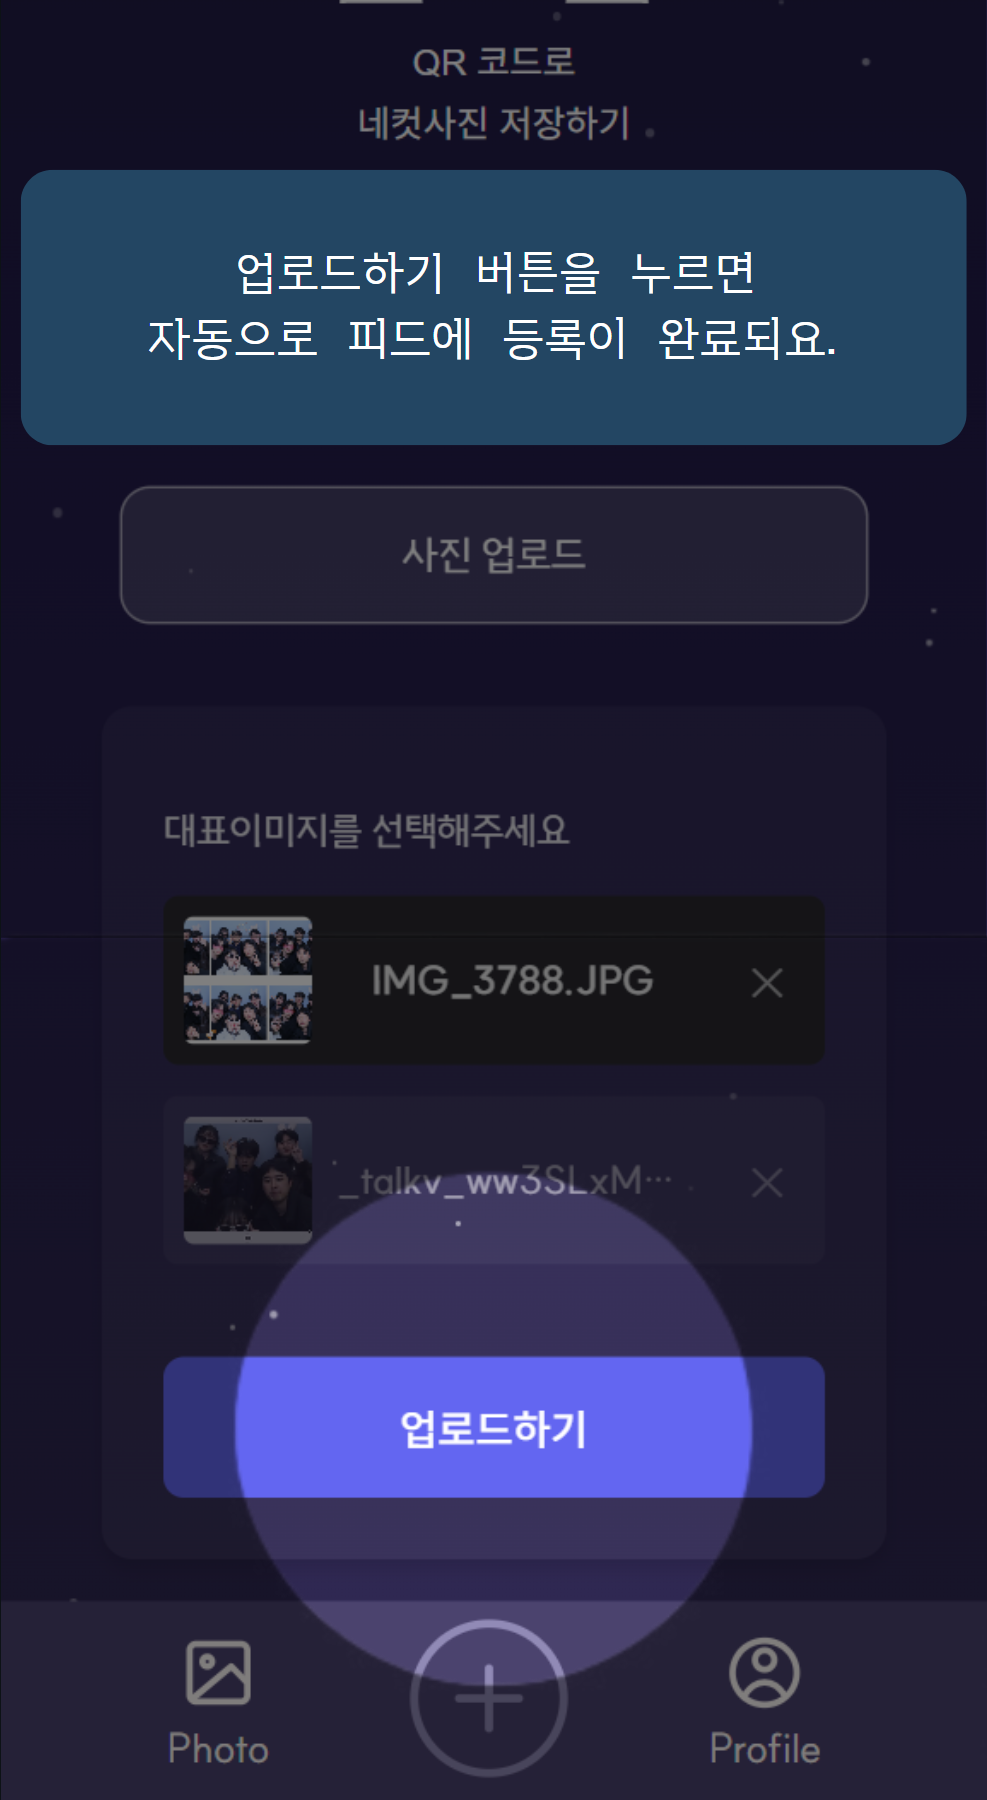 QR 코드로
네컷사진 저장하기
업로드하기 버튼을 누르면
자동으로 피드에 등록이 완료되요.
사진 업로드
대표이미지를 선택해주세요
IMG_3788.JPG
_talkv_ww3SLxM…
업로드하기
Photo
Profile